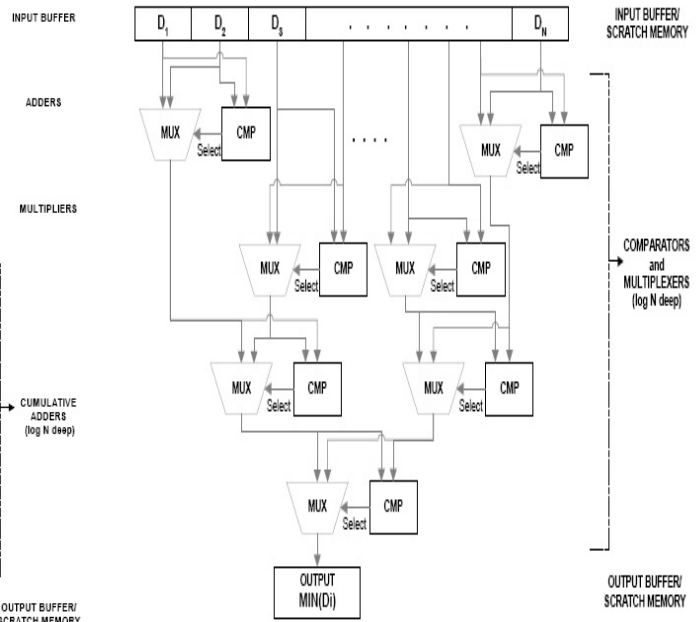 INPUT BUFFER
D1 D2 D3 . . . . . . . DN
INPUT BUFFER/
SCRATCH MEMORY
ADDERS
MUX
CMP
Select
. . . .
MUX
CMP
Select
MULTIPLIERS
MUX
CMP
Select
MUX
CMP
Select
COMPARATORS
and
MULTIPLEXERS
(log N deep)
MUX
CMP
Select
MUX
CMP
Select
CUMULATIVE
ADDERS
(log N deep)
MUX
CMP
Select
OUTPUT
MIN(Di)
OUTPUT BUFFER/
SCRATCH MEMORY
OUTPUT BUFFER/
SCRATCH MEMORY